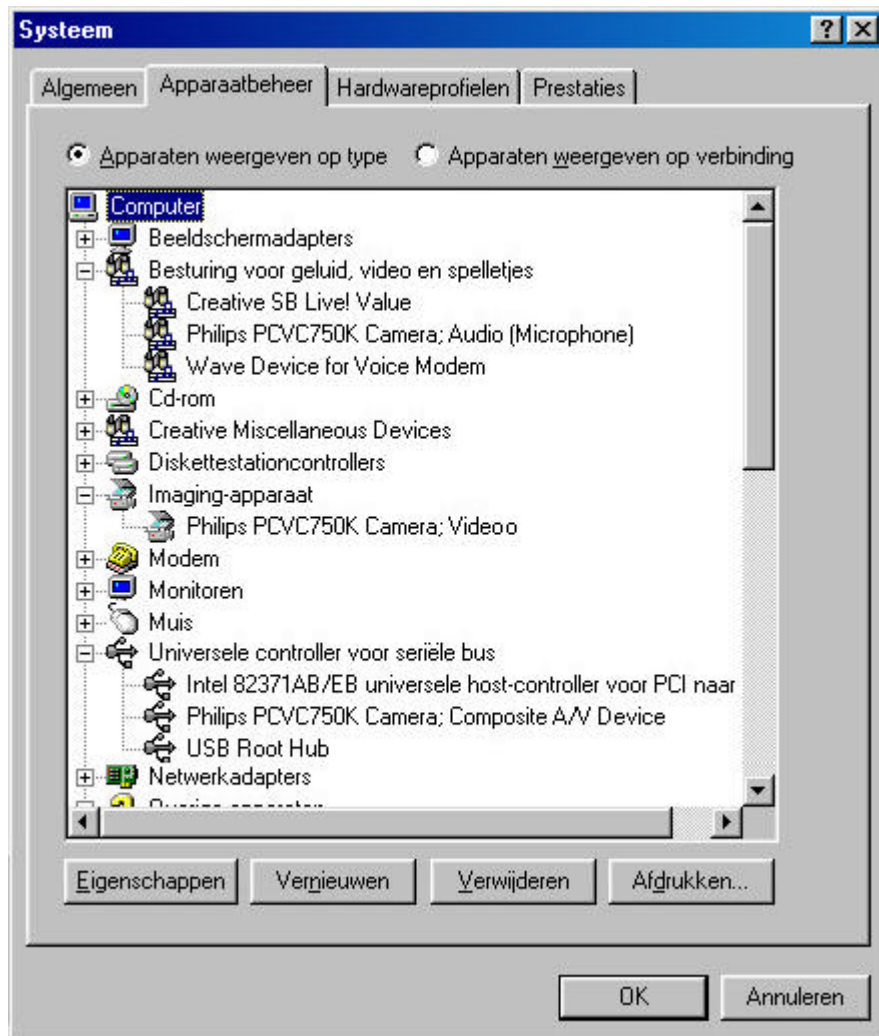 Systeem
Algemeen Apparaatbeheer Hardwareprofielen Prestaties
Apparaten weergeven op type Apparaten weergeven op verbinding
Computer
Beeldschermadapters
Besturing voor geluid, video en spelletjes
Creative SB Live! Value
Philips PCVC750K Camera; Audio (Microphone)
Wave Device for Voice Modem
Cd-rom
Creative Miscellaneous Devices
Diskettestationcontrollers
Imaging-apparaat
Philips PCVC750K Camera; Videoo
Modem
Monitoren
Muis
Universele controller voor seriële bus
Intel 82371AB/EB universele host-controller voor PCI naar
Philips PCVC750K Camera; Composite A/V Device
USB Root Hub
Netwerkadapters
Eigenschappen Vernieuwen Verwijderen Afdrukken...
OK Annuleren